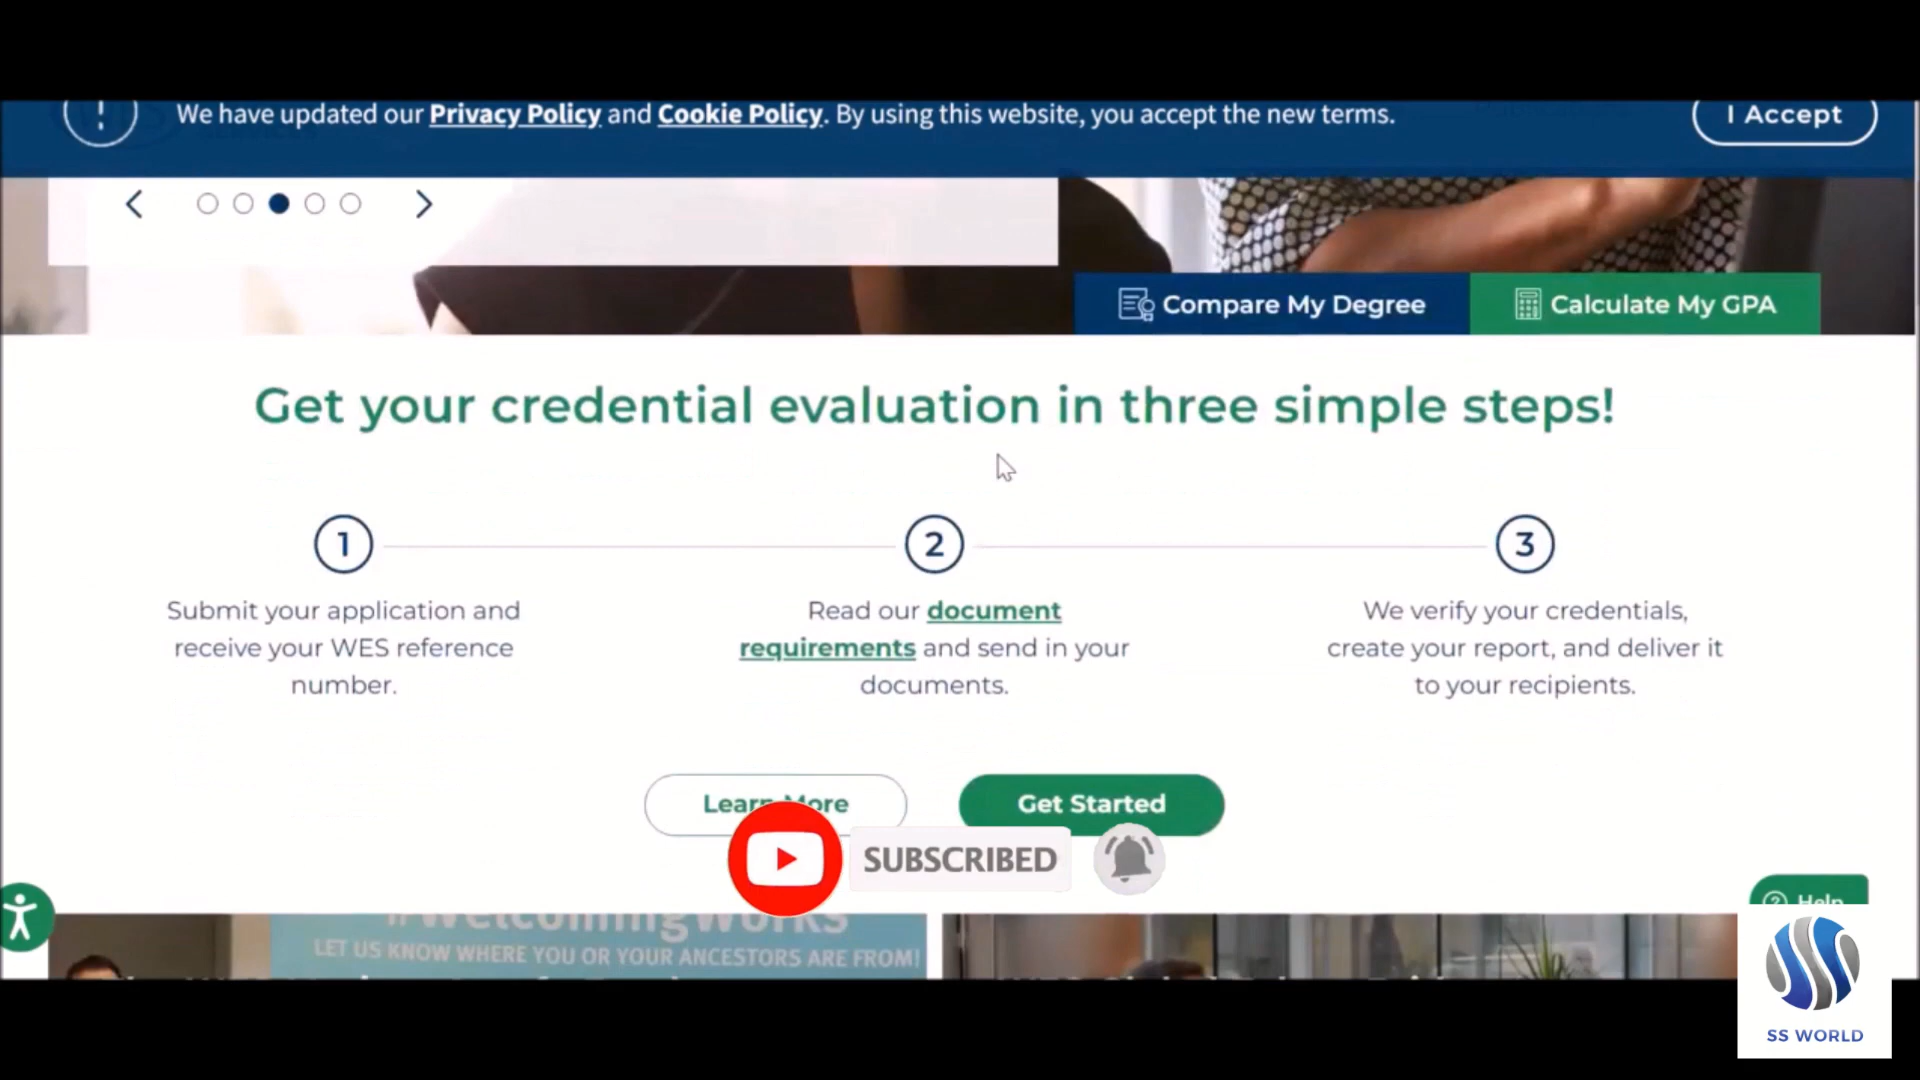 We have updated our Privacy Policy and Cookie Policy. By using this website, you accept the new terms.
I Accept
Compare My Degree
Calculate My GPA
Get your credential evaluation in three simple steps!
1
2
3
Submit your application and
receive your WES reference
number.
Read our document
requirements and send in your
documents.
We verify your credentials,
create your report, and deliver it
to your recipients.
Learn More
Get Started
SUBSCRIBED
Help
#WelcomingWorks
LET US KNOW WHERE YOU OR YOUR ANCESTORS ARE FROM!
SS WORLD